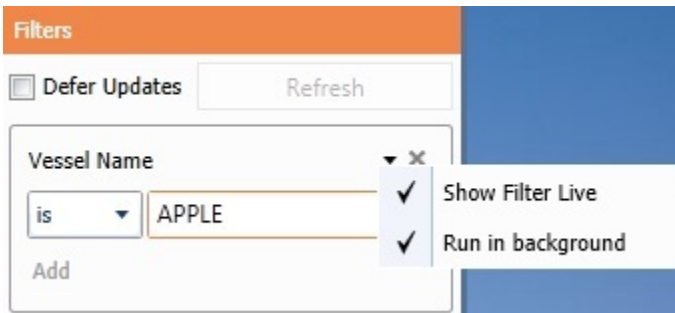 Filters
Defer Updates Refresh
Vessel Name
is APPLE
Show Filter Live
Run in background
Add